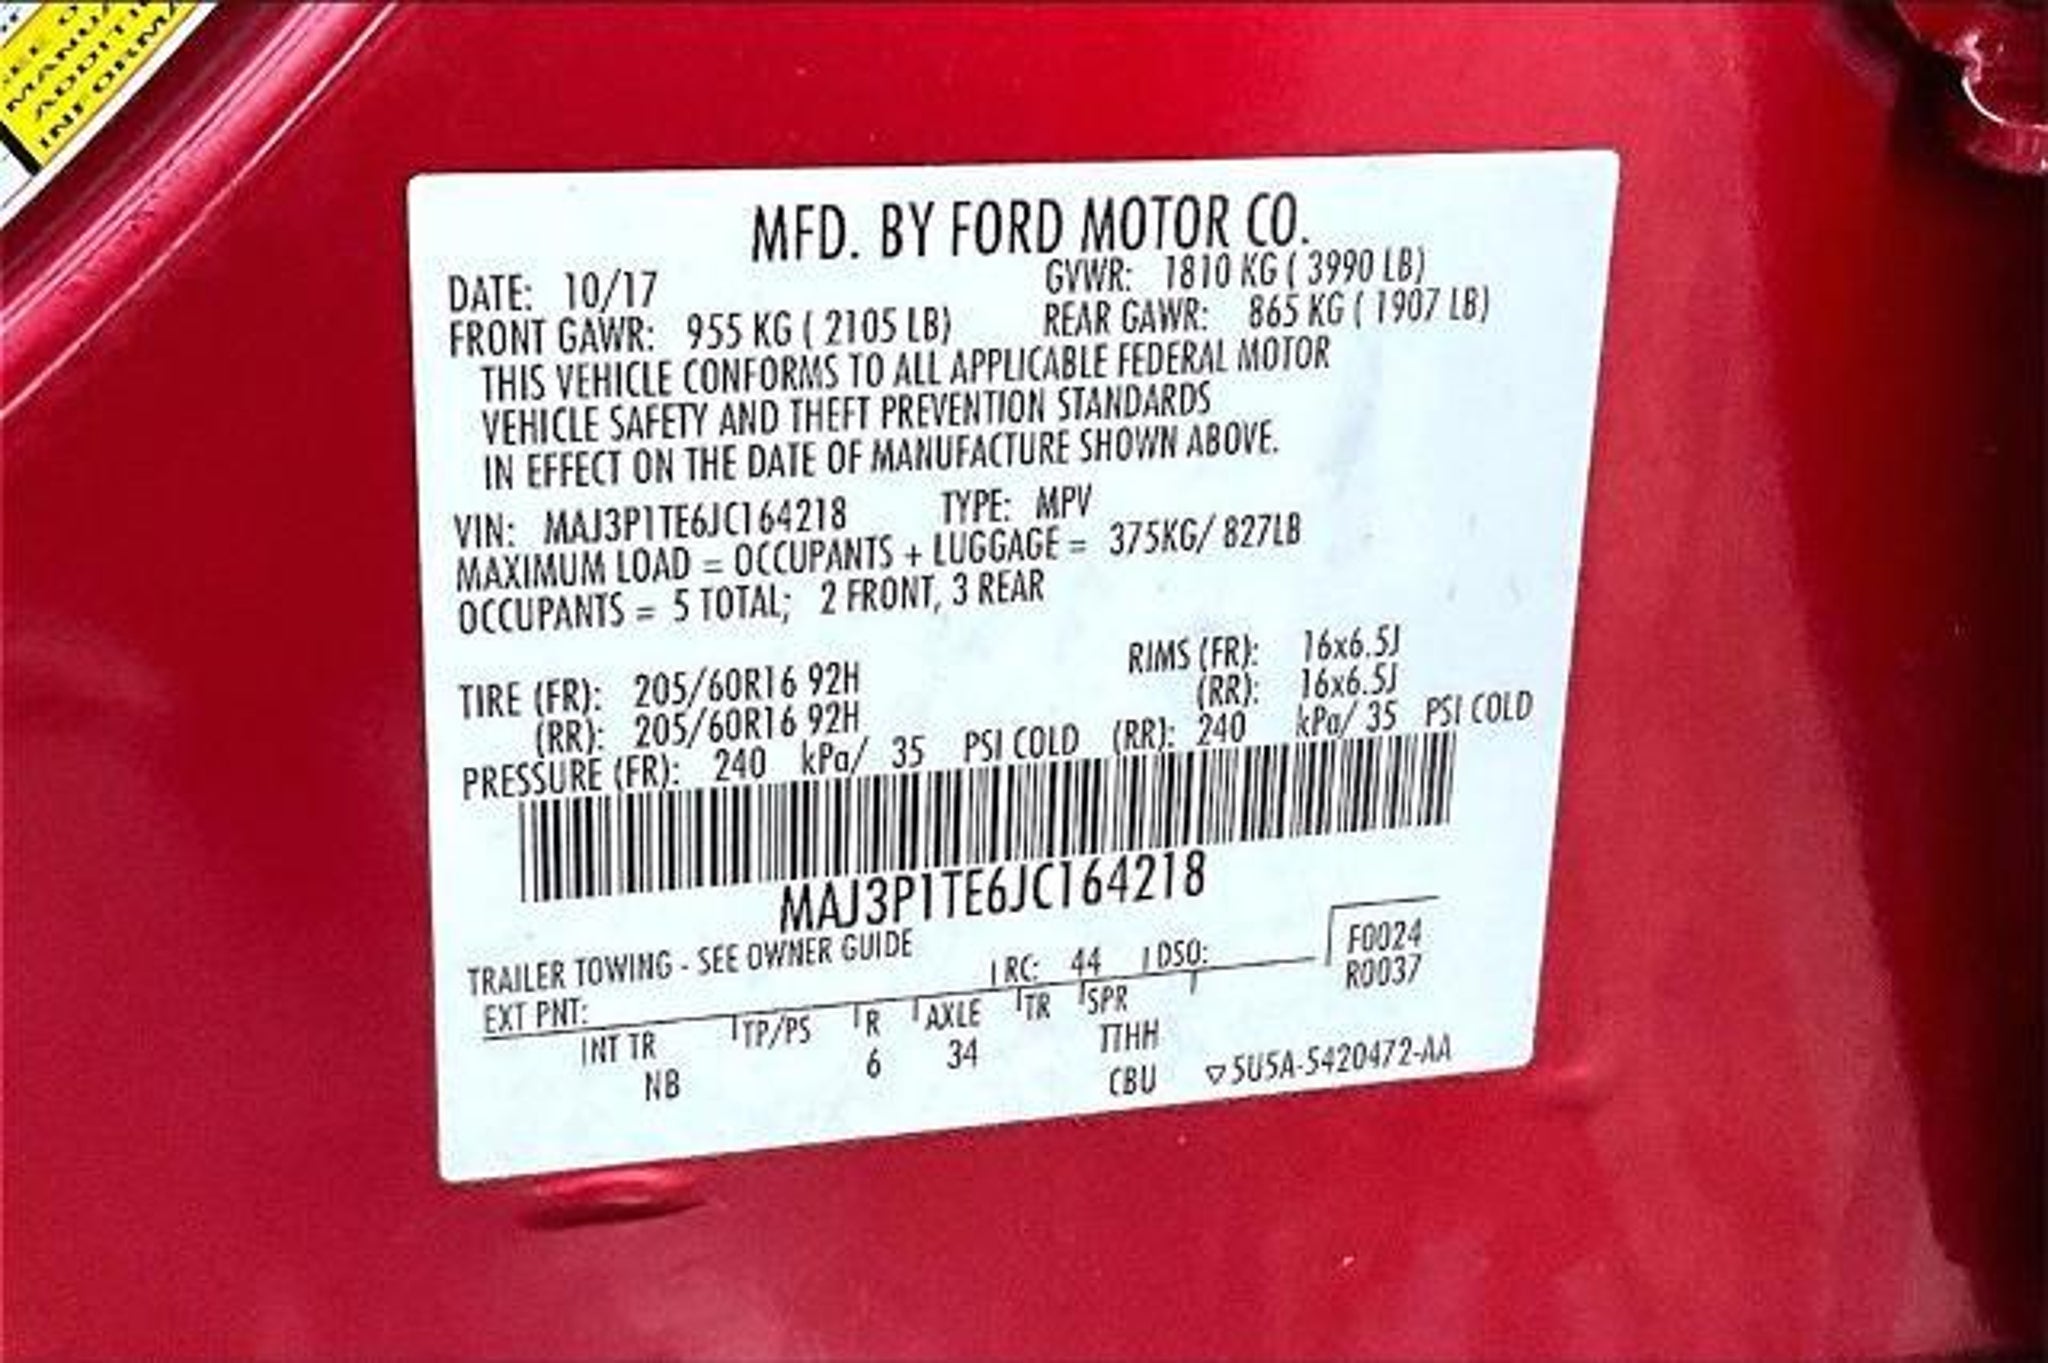 MANUA
ADDITI
INFORMA
MFD. BY FORD MOTOR CO.
DATE: 10/17 GVWR: 1810 KG ( 3990 LB)
FRONT GAWR: 955 KG ( 2105 LB) REAR GAWR: 865 KG ( 1907 LB)
THIS VEHICLE CONFORMS TO ALL APPLICABLE FEDERAL MOTOR
VEHICLE SAFETY AND THEFT PREVENTION STANDARDS
IN EFFECT ON THE DATE OF MANUFACTURE SHOWN ABOVE.
VIN: MAJ3P1TE6JC164218 TYPE: MPV
MAXIMUM LOAD = OCCUPANTS + LUGGAGE = 375KG/ 827LB
OCCUPANTS = 5 TOTAL; 2 FRONT, 3 REAR
TIRE (FR): 205/60R16 92H RIMS (FR): 16x6.5J
(RR): 205/60R16 92H (RR): 16x6.5J
PRESSURE (FR): 240 kPa/ 35 PSI COLD (RR): 240 kPa/ 35 PSI COLD
MAJ3P1TE6JC164218
TRAILER TOWING - SEE OWNER GUIDE
EXT PNT: RC: 44 DSO: F0024
R0037
INT TR TP/PS R AXLE TR SPR
NB 6 34 TTHH
CBU ▽5U5A-5420472-AA